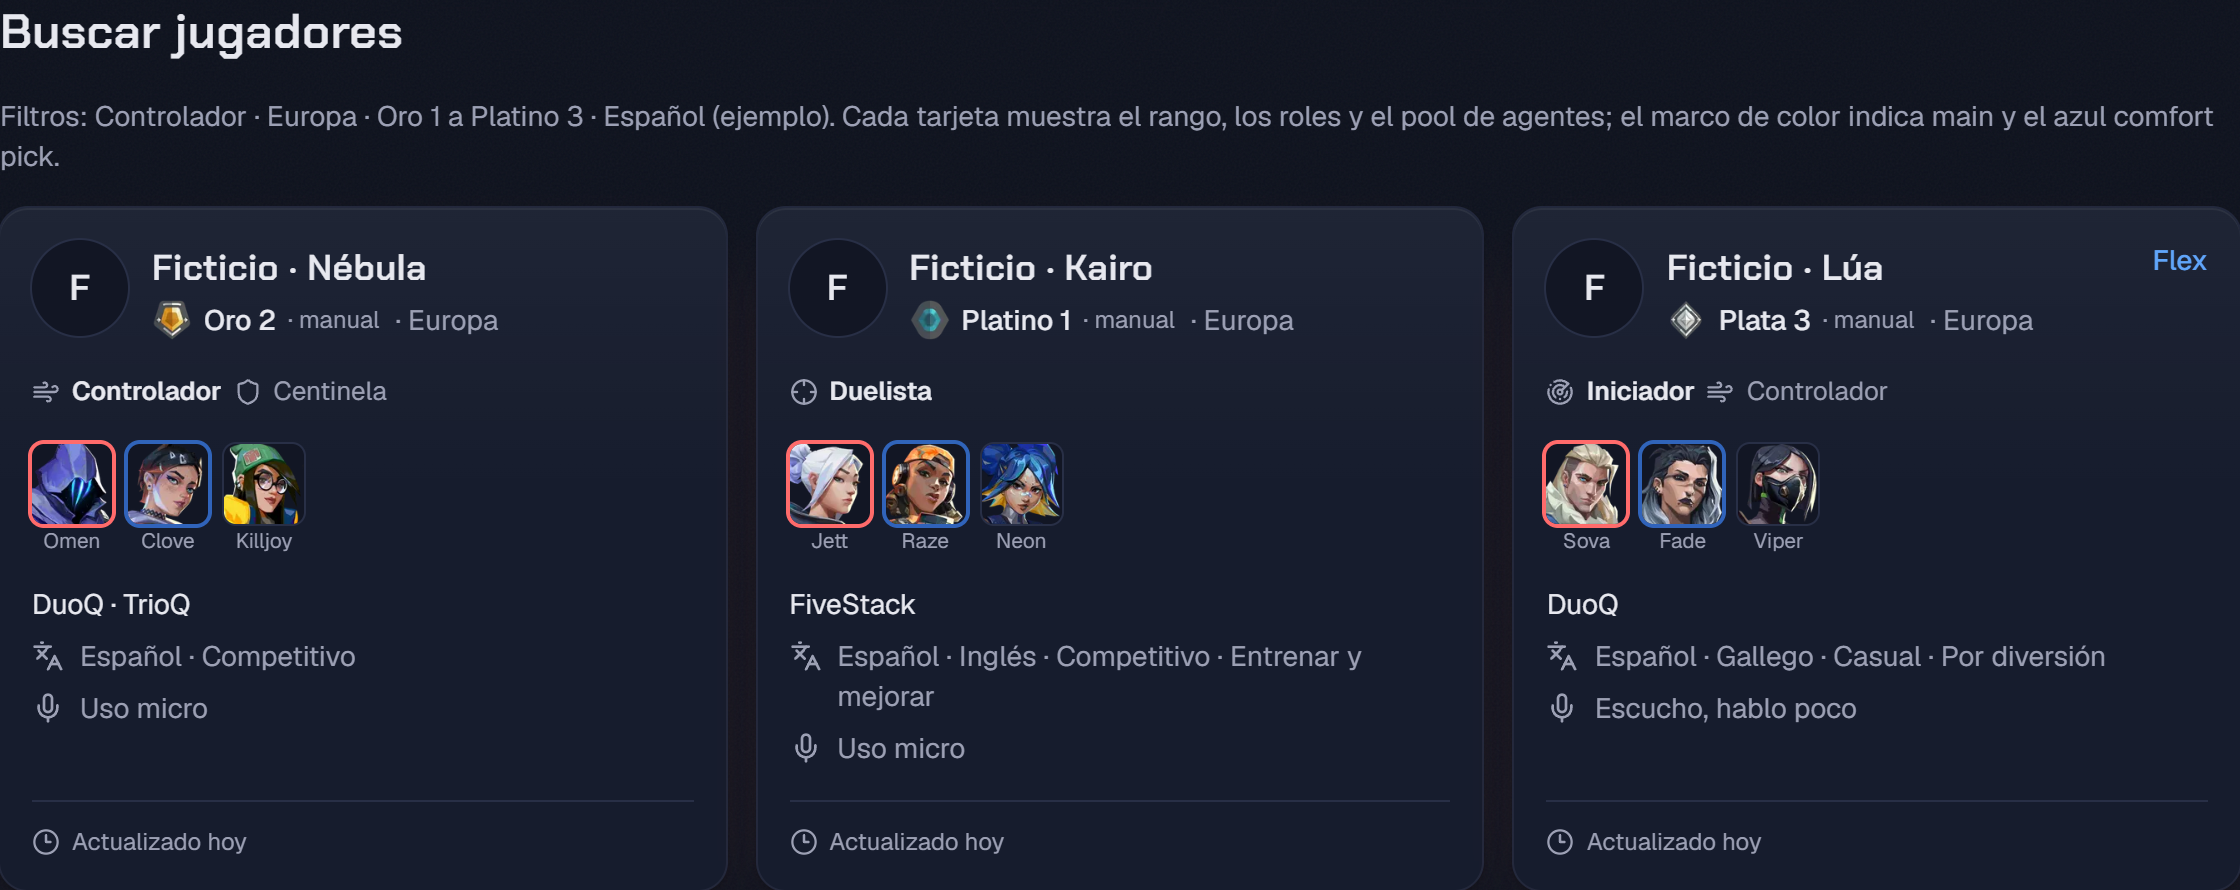 Buscar jugadores
Filtros: Controlador · Europa · Oro 1 a Platino 3 · Español (ejemplo). Cada tarjeta muestra el rango, los roles y el pool de agentes; el marco de color indica main y el azul comfort
pick.
F
Ficticio · Nébula
Oro 2 · manual · Europa
Controlador Centinela
Omen Clove Killjoy
DuoQ · TrioQ
Español · Competitivo
Uso micro
Actualizado hoy
F
Ficticio · Kairo
Platino 1 · manual · Europa
Duelista
Jett Raze Neon
FiveStack
Español · Inglés · Competitivo · Entrenar y
mejorar
Uso micro
Actualizado hoy
F
Ficticio · Lúa
Flex
Plata 3 · manual · Europa
Iniciador Controlador
Sova Fade Viper
DuoQ
Español · Gallego · Casual · Por diversión
Escucho, hablo poco
Actualizado hoy